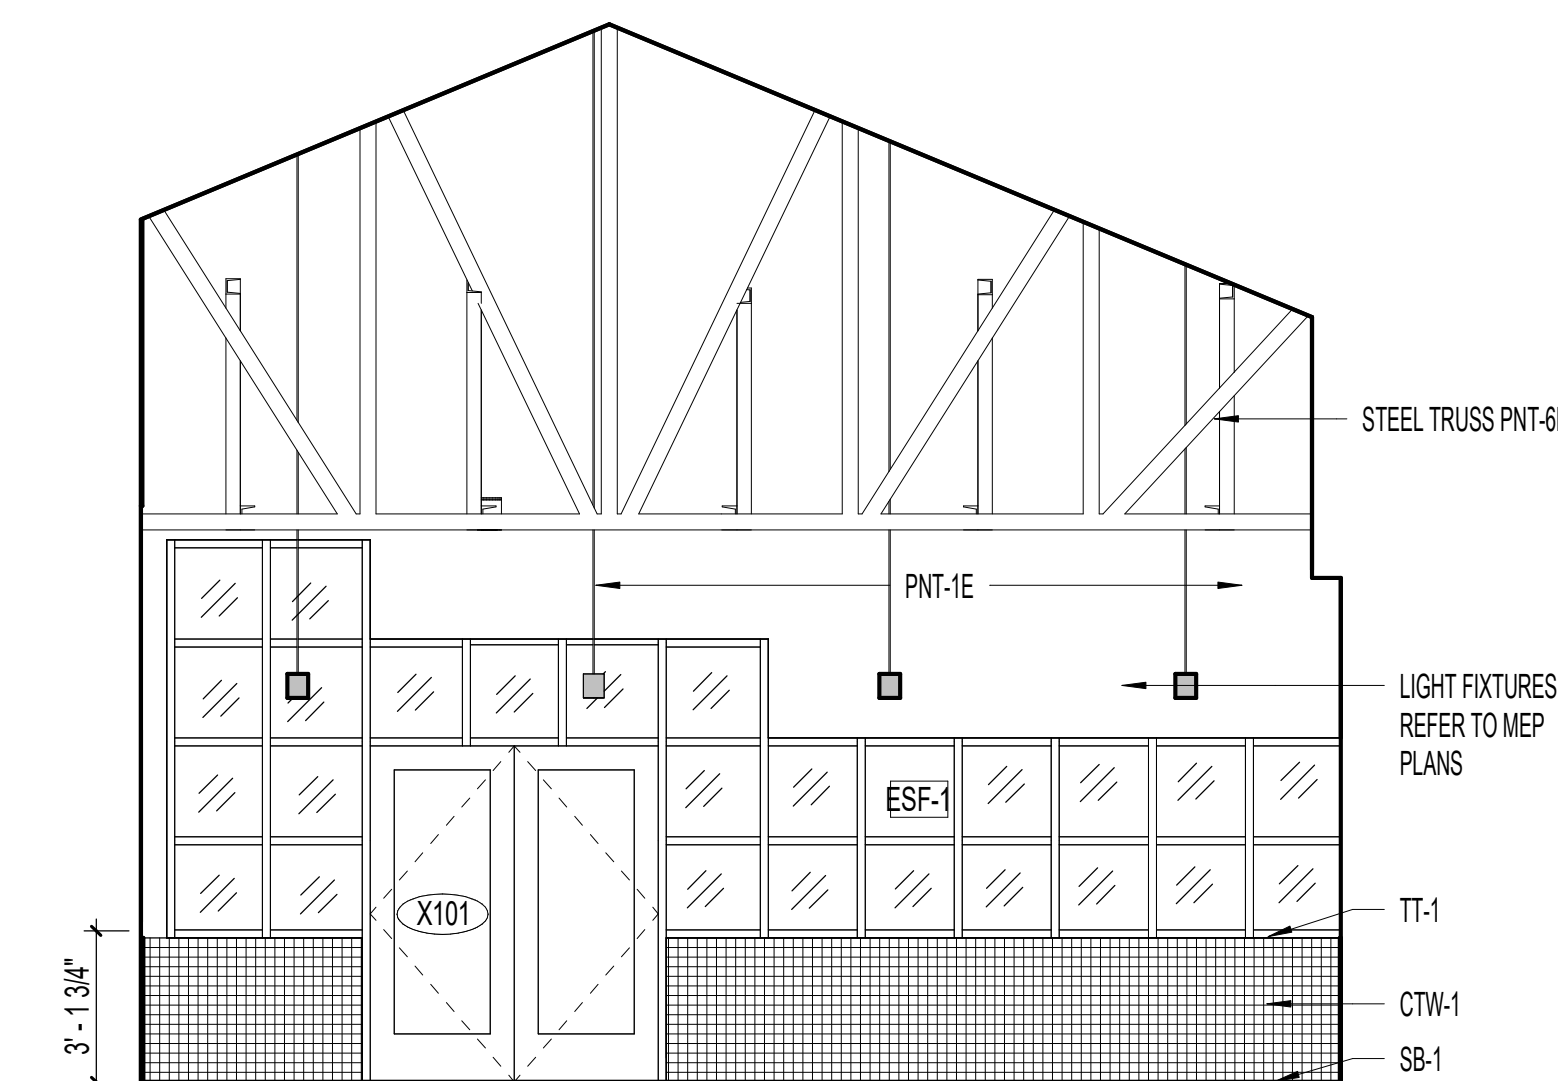 STEEL TRUSS PNT-6
PNT-1E
LIGHT FIXTURES
REFER TO MEP
PLANS
ESF-1
X101
TT-1
3' - 1 3/4"
CTW-1
SB-1